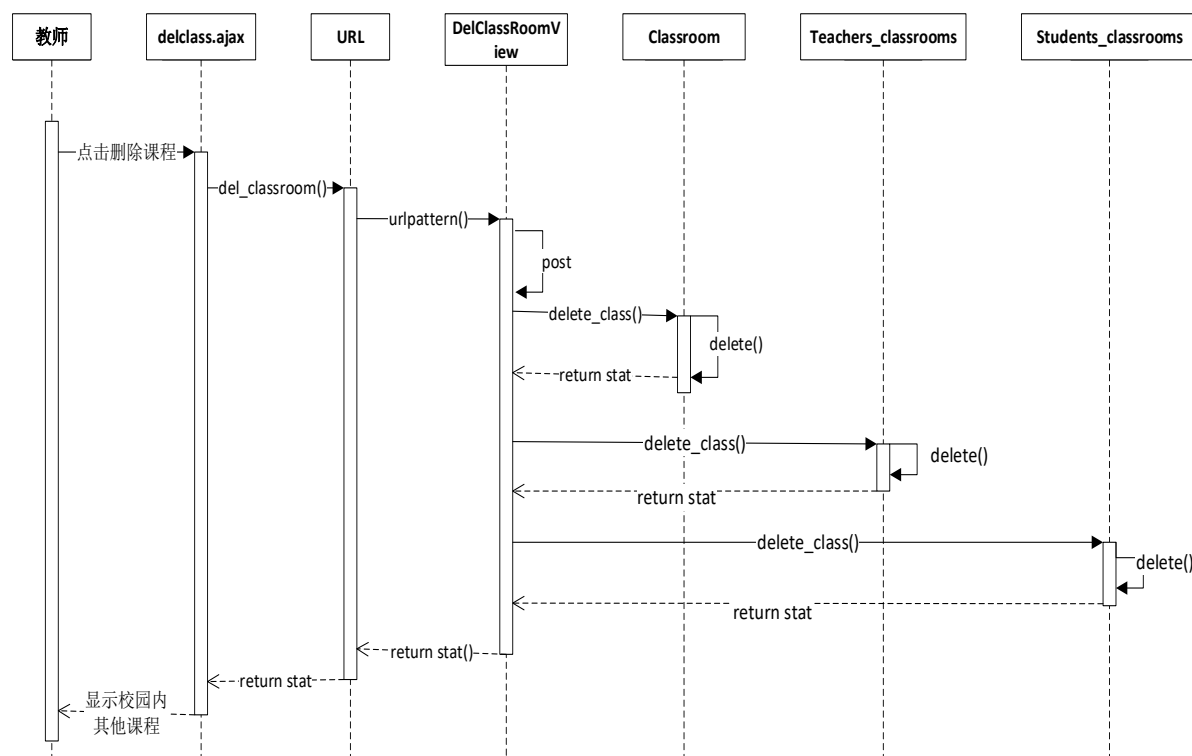 教师
delclass.ajax
URL
DelClassRoomV
iew
Classroom
Teachers_classrooms
Students_classrooms
点击删除课程
del_classroom()
urlpattern()
post
delete_class()
delete()
return stat
delete_class()
delete()
return stat
delete_class()
delete()
return stat
return stat()
return stat
显示校园内
其他课程